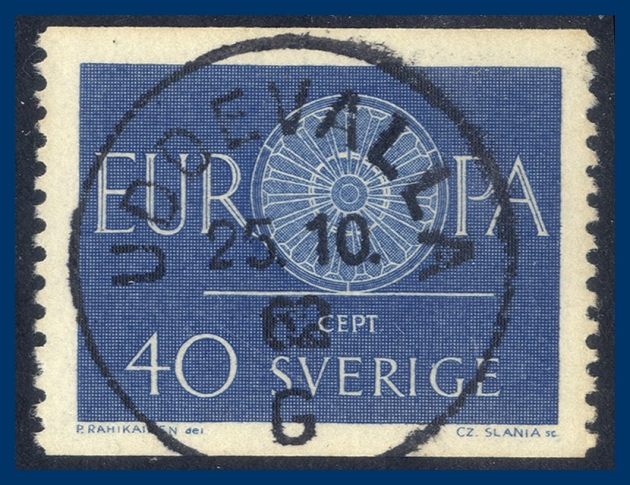 EUROPA
CEPT
40 SVERIGE
P. RAHIKAINEN del.
CZ. SLANIA sc.
UDDEVALLA
25. 10.
62
G